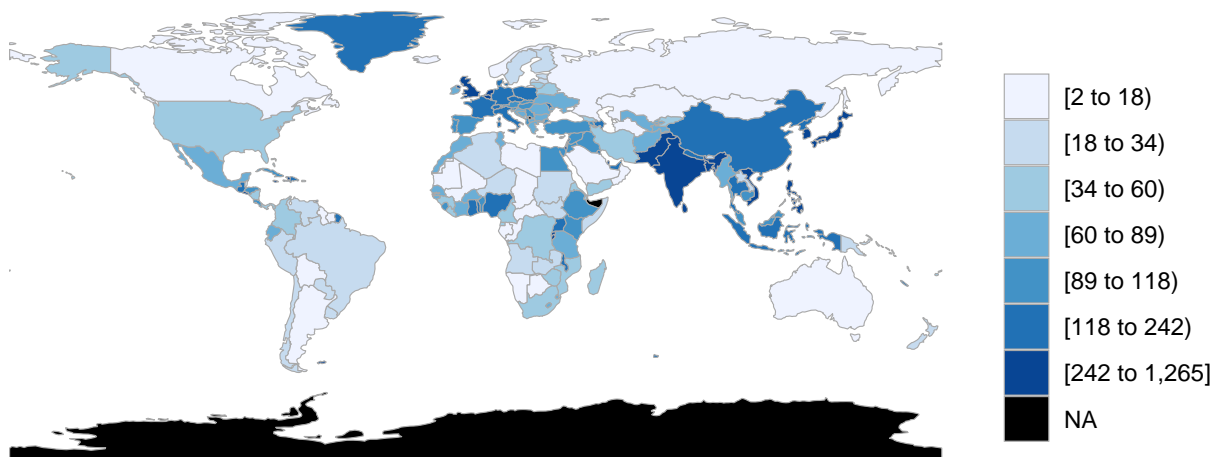 [2 to 18)
[18 to 34)
[34 to 60)
[60 to 89)
[89 to 118)
[118 to 242)
[242 to 1,265]
NA